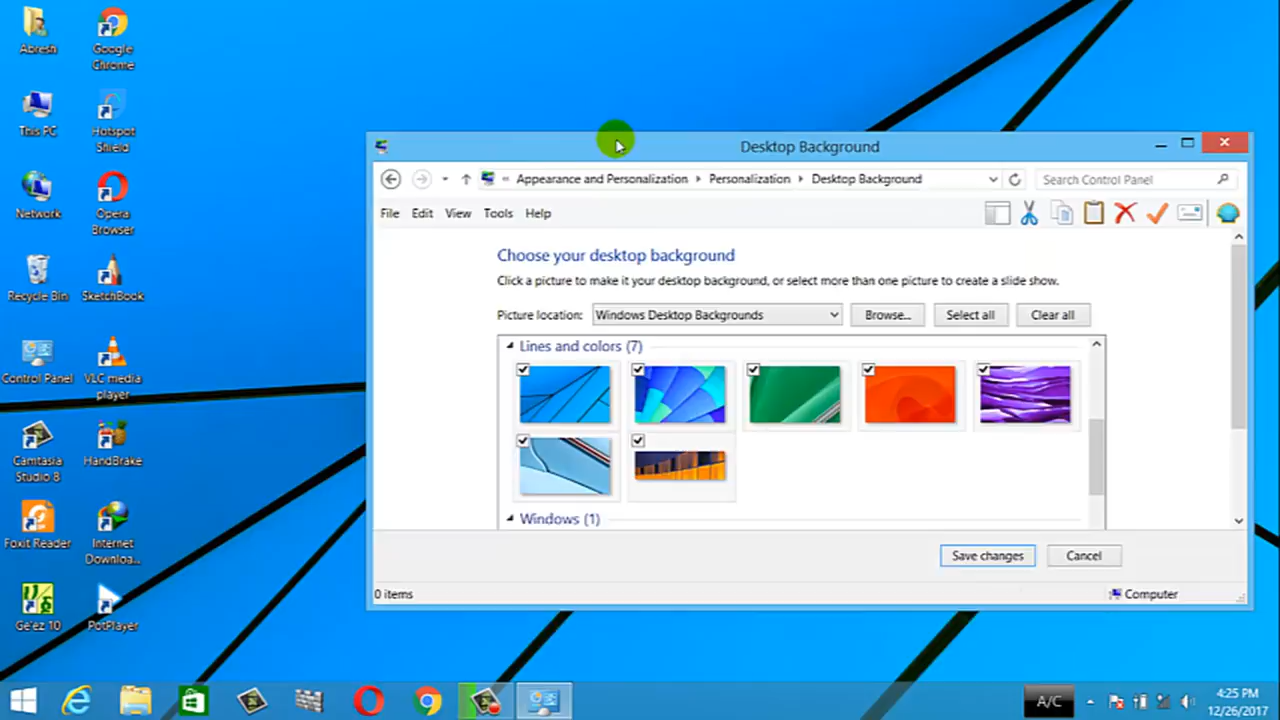 Abresh
Google
Chrome
This PC
Hotspot
Shield
Network
Opera
Browser
Recycle Bin
SketchBook
Control Panel
VLC media
player
Camtasia
Studio 8
HandBrake
Foxit Reader
Internet
Downloa...
Ge'ez 10
PotPlayer
Desktop Background
« Appearance and Personalization ▸ Personalization ▸ Desktop Background
Search Control Panel
File Edit View Tools Help
Choose your desktop background
Click a picture to make it your desktop background, or select more than one picture to create a slide show.
Picture location: Windows Desktop Backgrounds Browse... Select all Clear all
Lines and colors (7)
Windows (1)
Save changes Cancel
0 items Computer
A/C
4:25 PM
12/26/2017